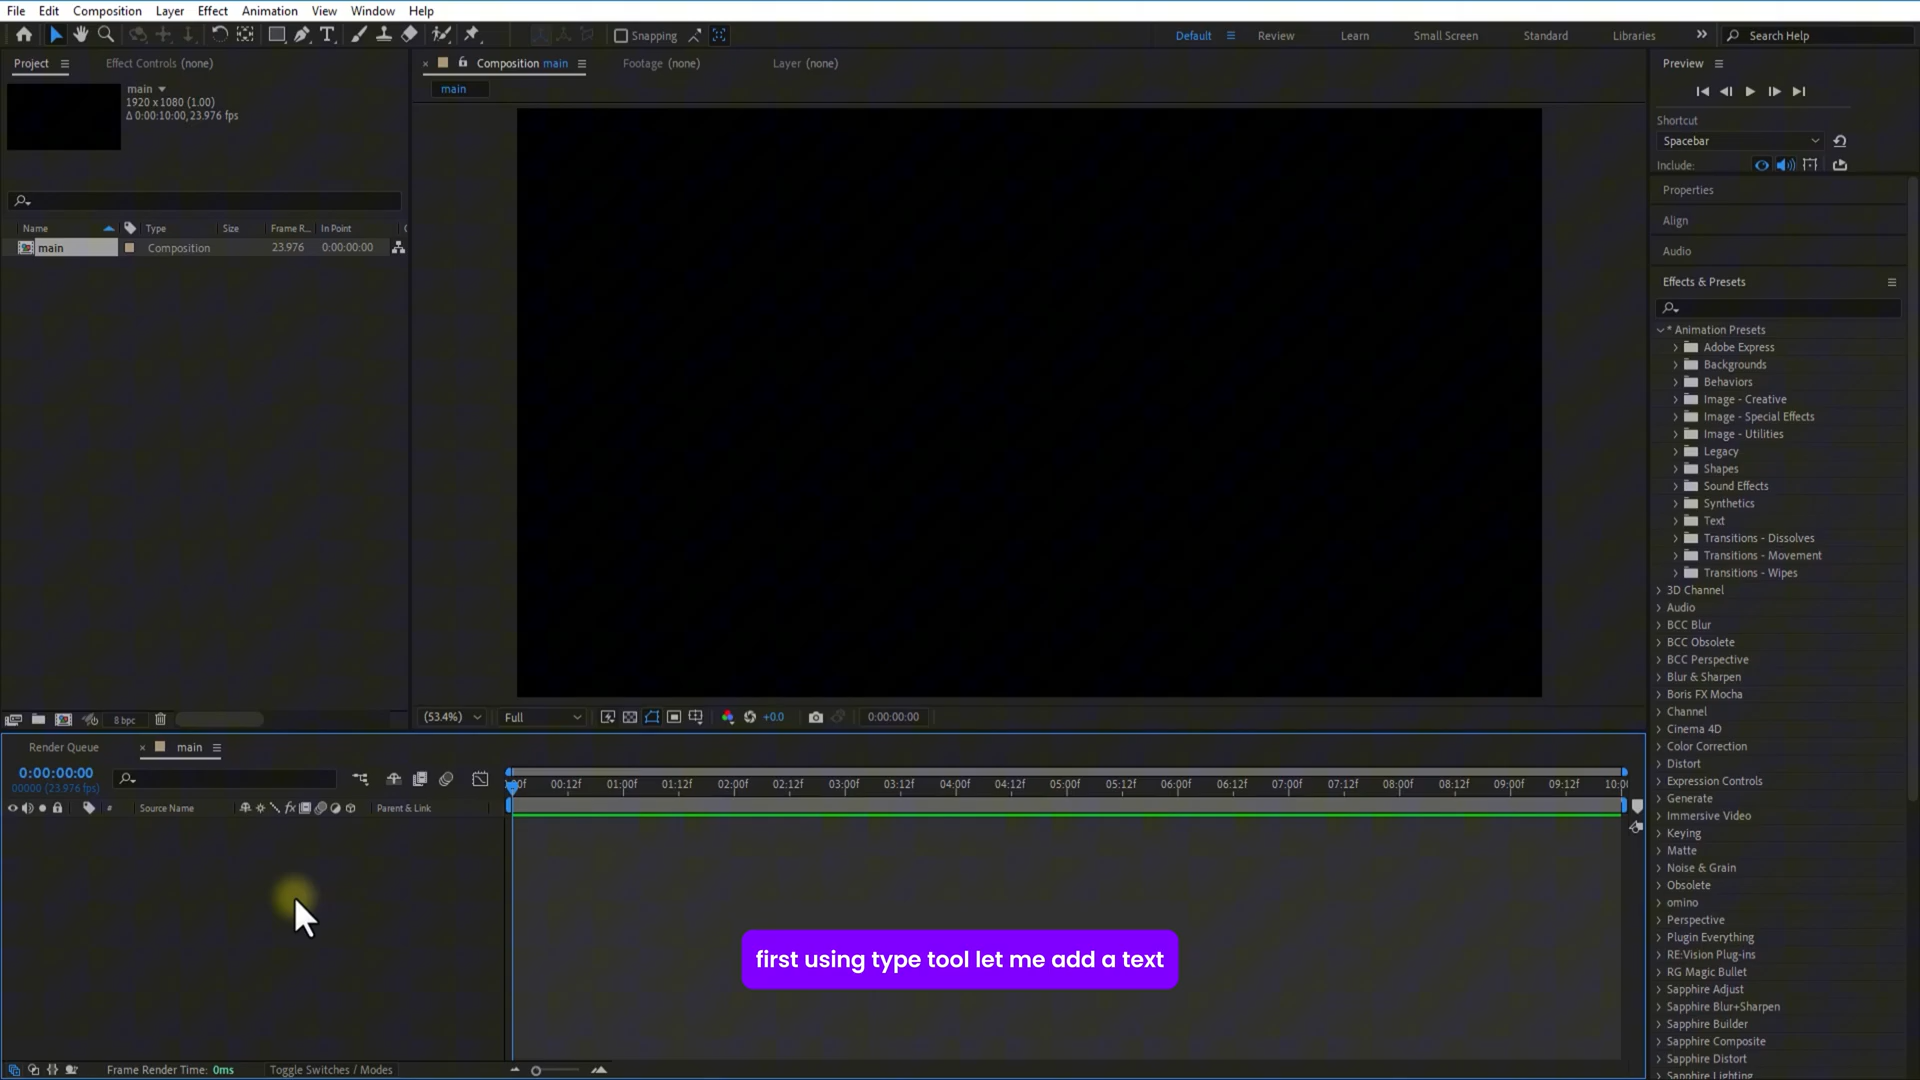 File Edit Composition Layer Effect Animation View Window Help
Snapping
Default Review Learn Small Screen Standard Libraries Search Help
Project Effect Controls (none)
Composition main Footage (none) Layer (none)
Preview
main
1920 x 1080 (1.00)
Δ 0:00:10:00, 23.976 fps
main
Shortcut
Spacebar
Include:
Properties
Align
Audio
Effects & Presets
Name Type Size Frame R... In Point
main Composition 23.976 0:00:00:00
* Animation Presets
Adobe Express
Backgrounds
Behaviors
Image - Creative
Image - Special Effects
Image - Utilities
Legacy
Shapes
Sound Effects
Synthetics
Text
Transitions - Dissolves
Transitions - Movement
Transitions - Wipes
3D Channel
Audio
BCC Blur
BCC Obsolete
BCC Perspective
Blur & Sharpen
Boris FX Mocha
Channel
Cinema 4D
Color Correction
Distort
Expression Controls
Generate
Immersive Video
Keying
Matte
Noise & Grain
Obsolete
omino
Perspective
Plugin Everything
RE:Vision Plug-ins
RG Magic Bullet
Sapphire Adjust
Sapphire Blur+Sharpen
Sapphire Builder
Sapphire Composite
Sapphire Distort
Sapphire Lighting
8 bpc
(53.4%) Full +0.0 0:00:00:00
Render Queue main
0:00:00:00
00000 (23.976 fps)
00:12f 01:00f 01:12f 02:00f 02:12f 03:00f 03:12f 04:00f 04:12f 05:00f 05:12f 06:00f 06:12f 07:00f 07:12f 08:00f 08:12f 09:00f 09:12f
# Source Name fx Parent & Link
first using type tool let me add a text
Frame Render Time: 0ms Toggle Switches / Modes